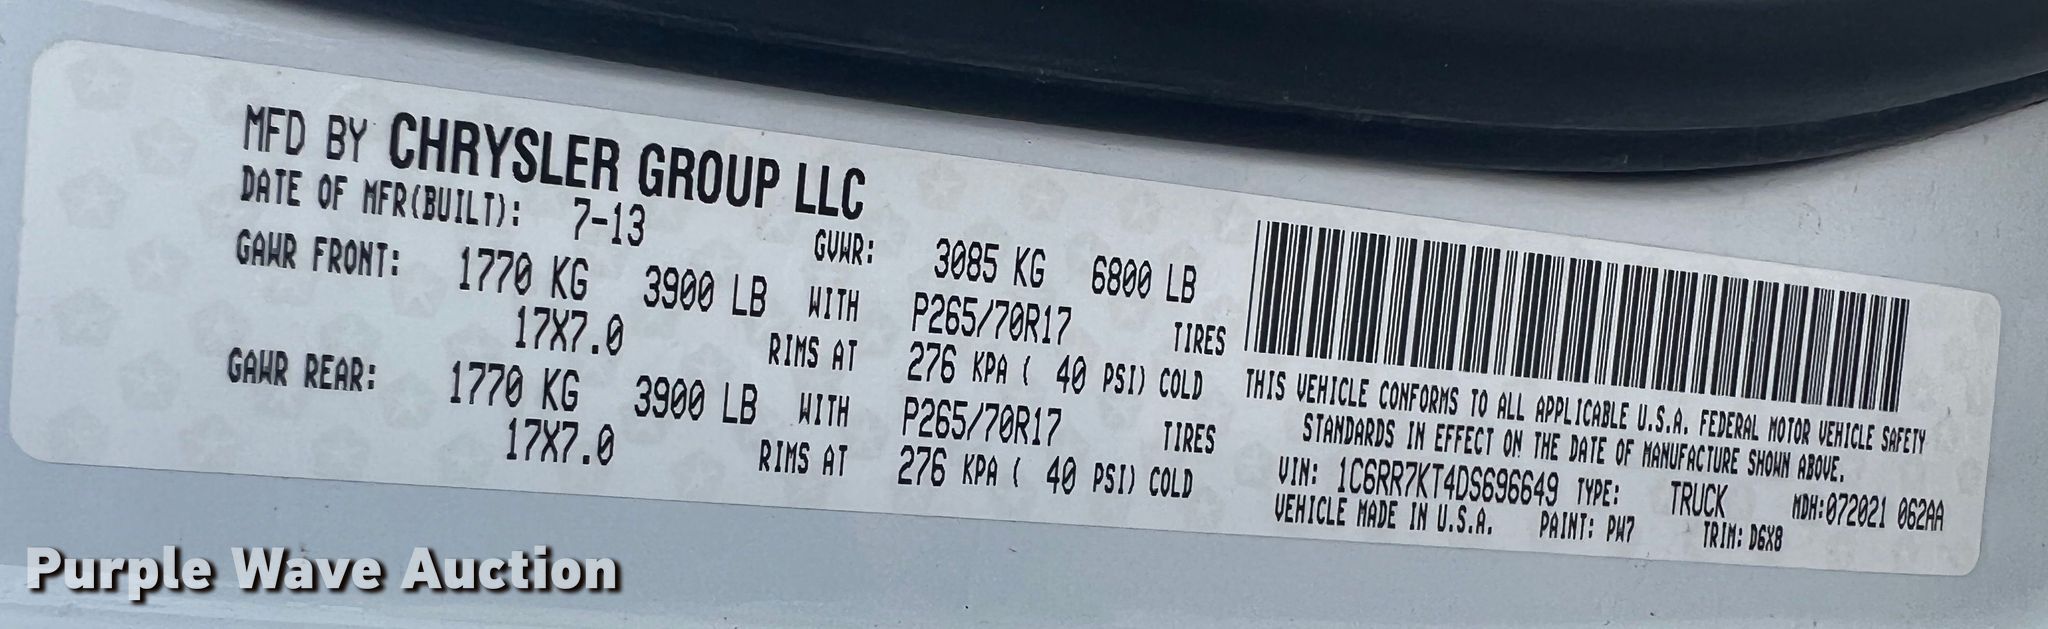 MFD BY CHRYSLER GROUP LLC
DATE OF MFR(BUILT): 7-13 GVWR: 3085 KG 6800 LB
GAWR FRONT: 1770 KG 3900 LB WITH P265/70R17 TIRES
17X7.0 RIMS AT 276 KPA ( 40 PSI) COLD
GAWR REAR: 1770 KG 3900 LB WITH P265/70R17 TIRES
17X7.0 RIMS AT 276 KPA ( 40 PSI) COLD
THIS VEHICLE CONFORMS TO ALL APPLICABLE U.S.A. FEDERAL MOTOR VEHICLE SAFETY
STANDARDS IN EFFECT ON THE DATE OF MANUFACTURE SHOWN ABOVE.
VIN: 1C6RR7KT4DS696649 TYPE: TRUCK MDH:072021 062AA
VEHICLE MADE IN U.S.A. PAINT: PW7 TRIM: D6X8
Purple Wave Auction